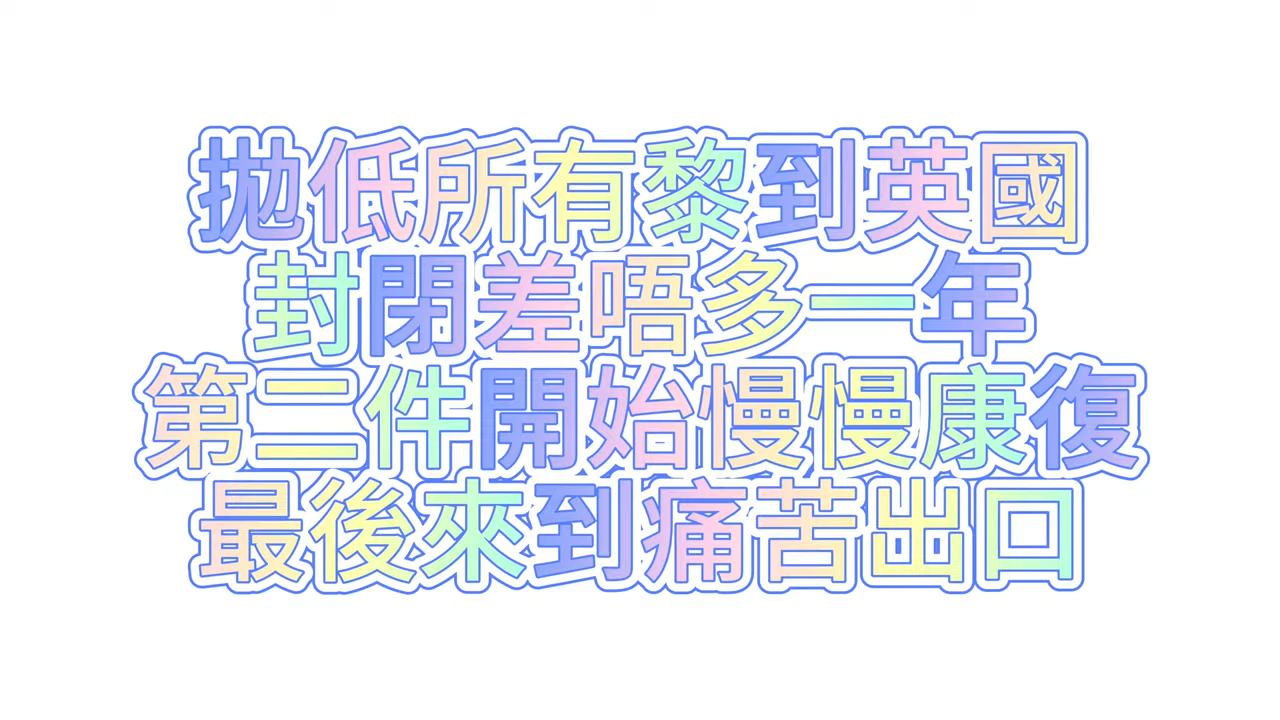 拋低所有黎到英國
封閉差唔多一年
第二件開始慢慢康復
最後來到痛苦出口